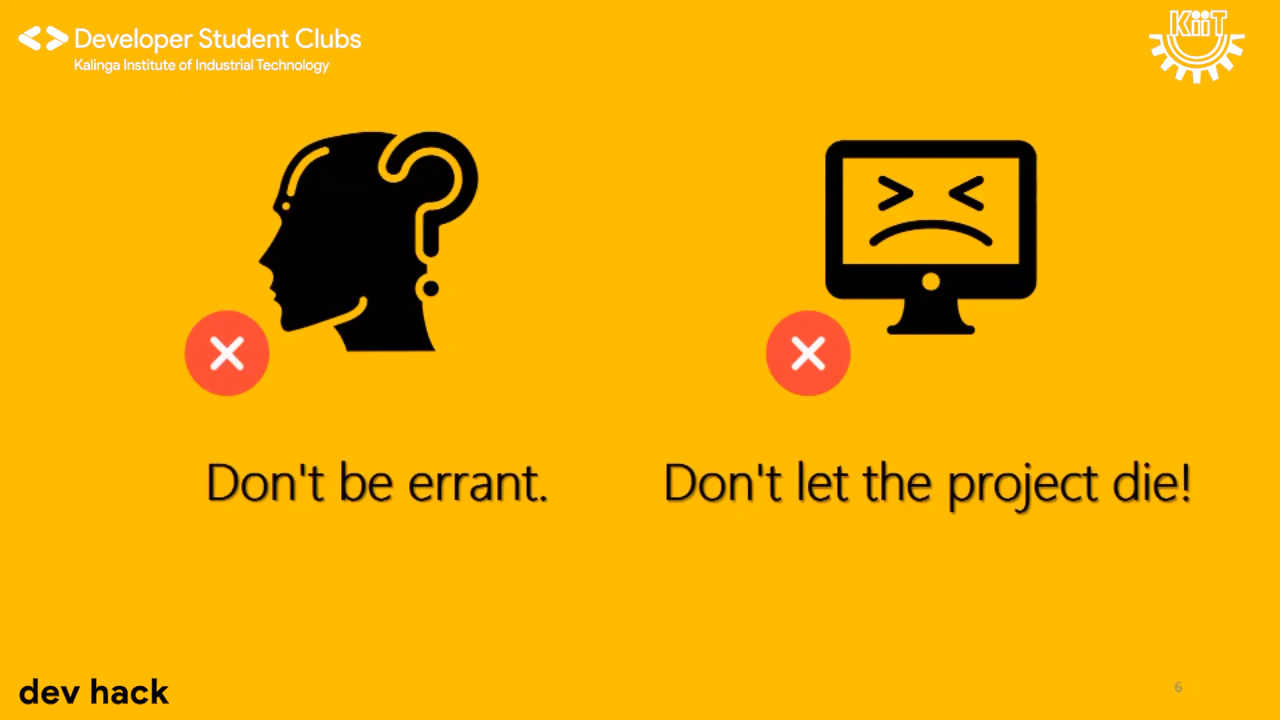 Developer Student Clubs
Kalinga Institute of Industrial Technology
KiiT
Don't be errant.
Don't let the project die!
dev hack
6